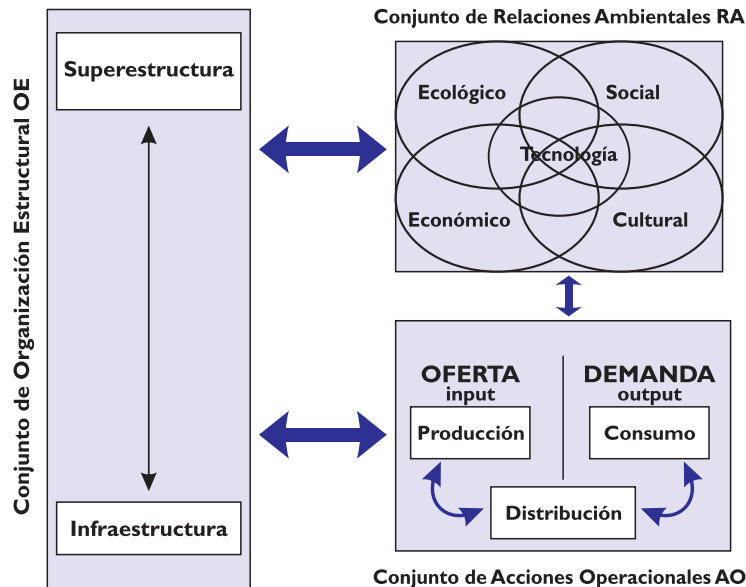 Conjunto de Organización Estructural OE
Superestructura
Infraestructura
Conjunto de Relaciones Ambientales RA
Ecológico
Social
Tecnología
Económico
Cultural
OFERTA
input
Producción
DEMANDA
output
Consumo
Distribución
Conjunto de Acciones Operacionales AO